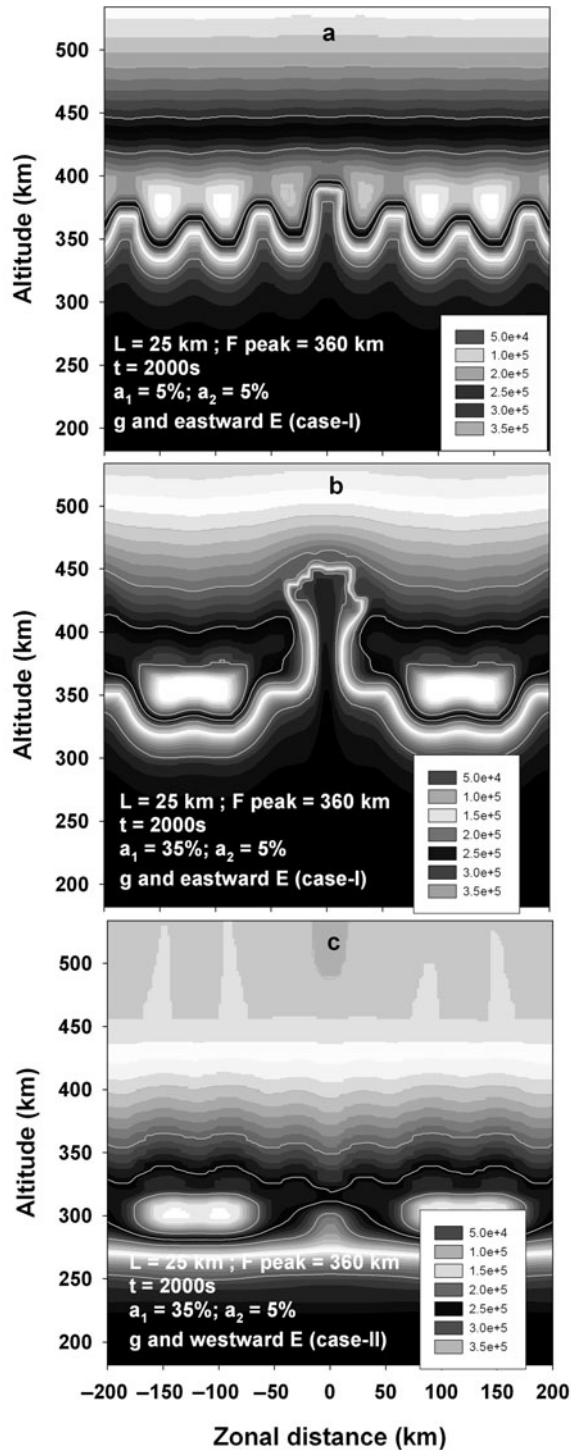 a
500
450
400
350
300
250
200
Altitude (km)
L = 25 km ; F peak = 360 km
t = 2000s
a1 = 5%; a2 = 5%
g and eastward E (case-I)
5.0e+4
1.0e+5
2.0e+5
2.5e+5
3.0e+5
3.5e+5
b
500
450
400
350
300
250
200
Altitude (km)
L = 25 km ; F peak = 360 km
t = 2000s
a1 = 35%; a2 = 5%
g and eastward E (case-I)
5.0e+4
1.0e+5
1.5e+5
2.0e+5
2.5e+5
3.0e+5
3.5e+5
c
500
450
400
350
300
250
200
Altitude (km)
L = 25 km ; F peak = 360 km
t = 2000s
a1 = 35%; a2 = 5%
g and westward E (case-II)
5.0e+4
1.0e+5
1.5e+5
2.0e+5
2.5e+5
3.0e+5
3.5e+5
−200 −150 −100 −50 0 50 100 150 200
Zonal distance (km)